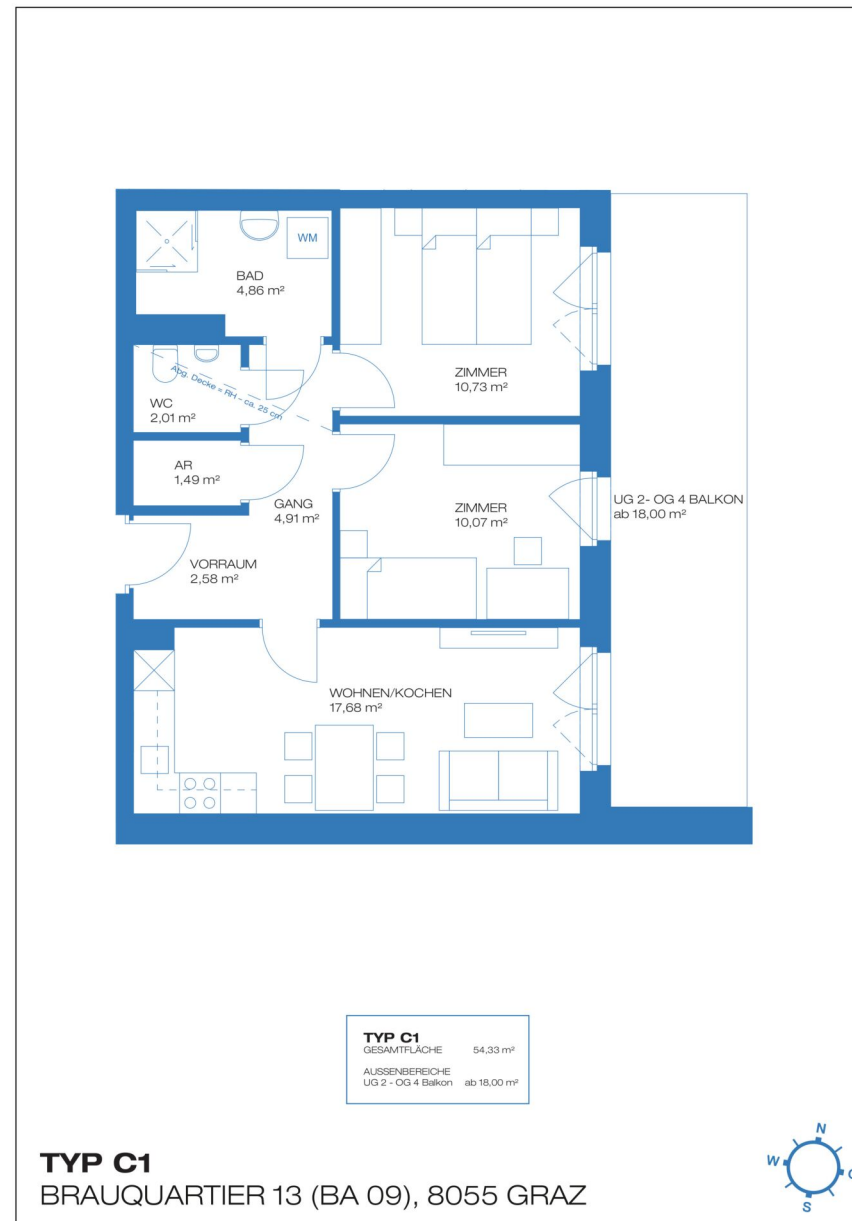 WM
BAD
4,86 m²
ZIMMER
10,73 m²
Abg. Decke = RH - ca. 25 cm
WC
2,01 m²
AR
1,49 m²
GANG
4,91 m²
ZIMMER
10,07 m²
UG 2- OG 4 BALKON
ab 18,00 m²
VORRAUM
2,58 m²
WOHNEN/KOCHEN
17,68 m²
TYP C1
GESAMTFLÄCHE 54,33 m²
AUSSENBEREICHE
UG 2 - OG 4 Balkon ab 18,00 m²
TYP C1
BRAUQUARTIER 13 (BA 09), 8055 GRAZ
N
W
O
S